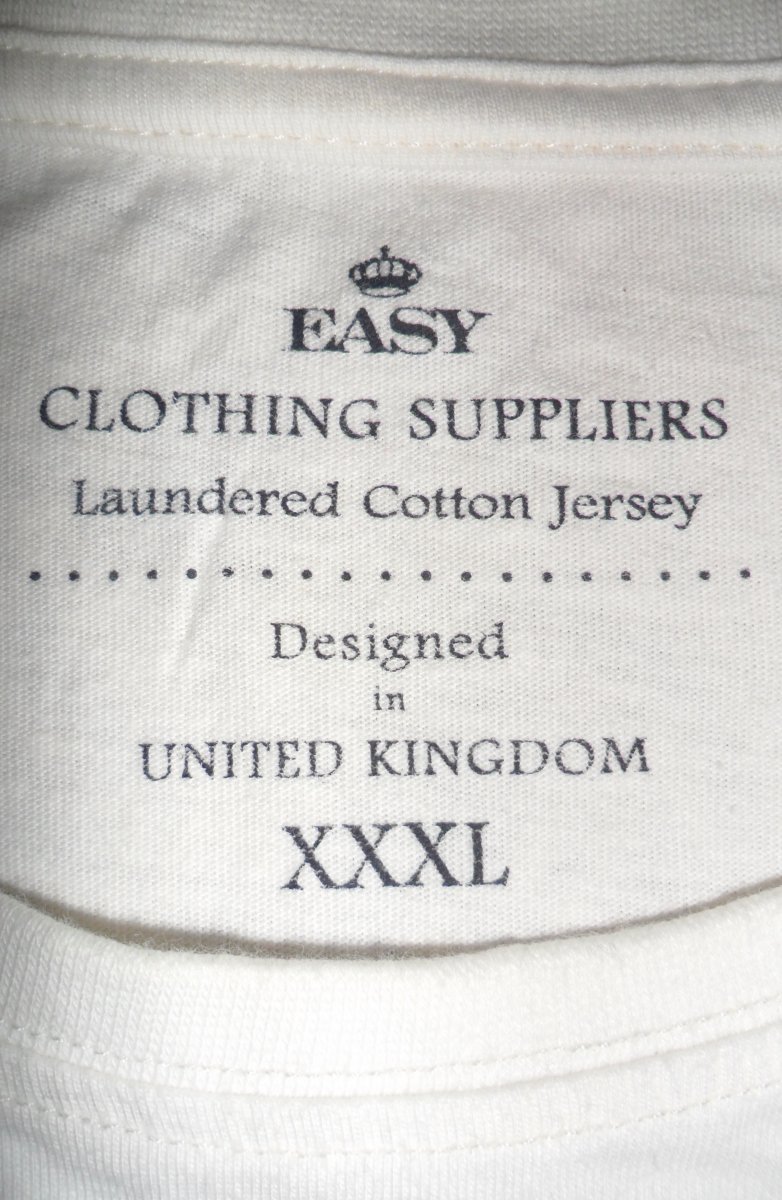 EASY
CLOTHING SUPPLIERS
Laundered Cotton Jersey
Designed
in
UNITED KINGDOM
XXXL